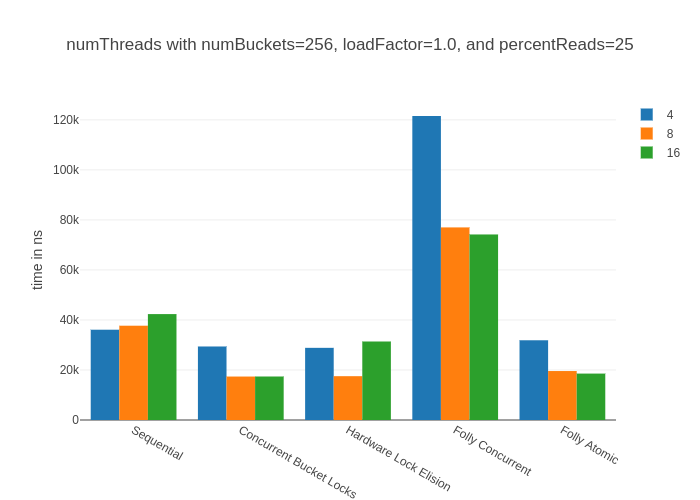 numThreads with numBuckets=256, loadFactor=1.0, and percentReads=25
4
8
16
120k
100k
80k
60k
40k
20k
0
time in ns
Sequential
Concurrent Bucket Locks
Hardware Lock Elision
Folly Concurrent
Folly Atomic